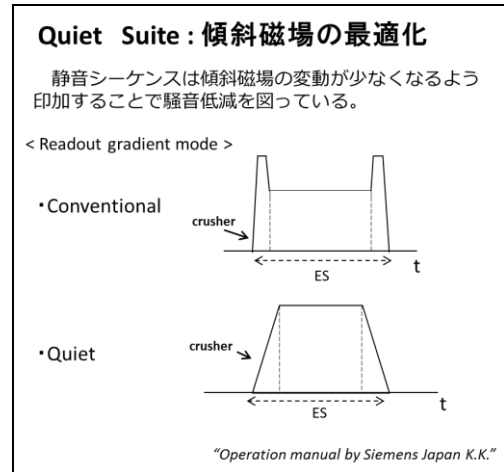 Quiet Suite : 傾斜磁場の最適化
静音シーケンスは傾斜磁場の変動が少なくなるよう
印加することで騒音低減を図っている。
< Readout gradient mode >
・Conventional
crusher
ES
t
・Quiet
crusher
ES
t
"Operation manual by Siemens Japan K.K."